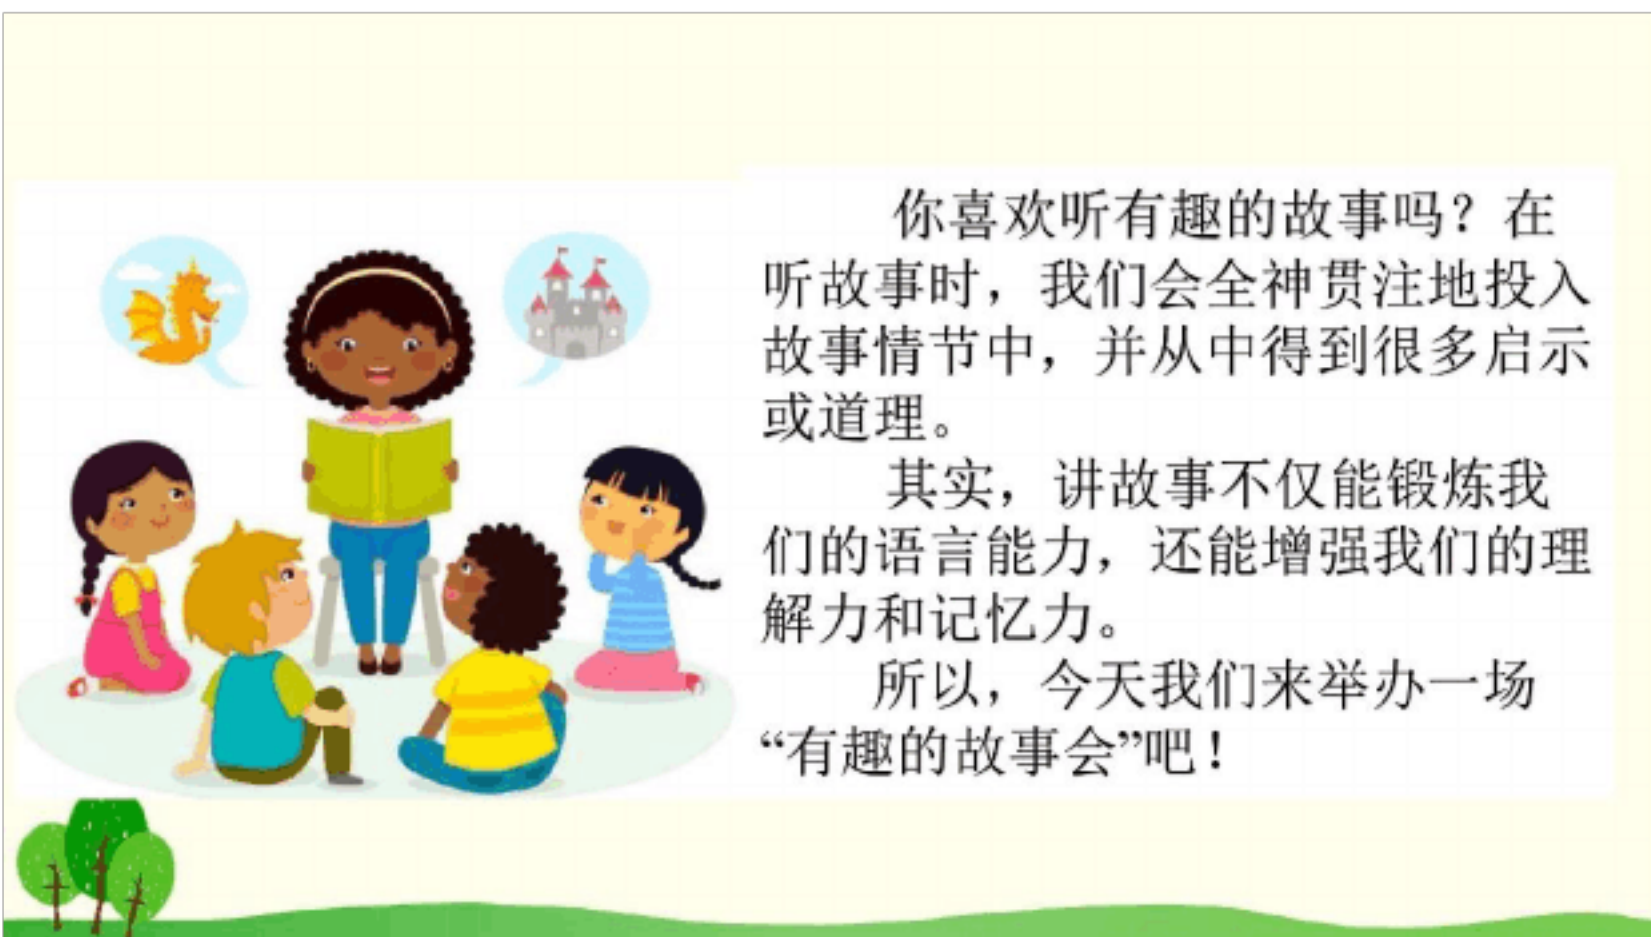 你喜欢听有趣的故事吗？在
听故事时，我们会全神贯注地投入
故事情节中，并从中得到很多启示
或道理。
其实，讲故事不仅能锻炼我
们的语言能力，还能增强我们的理
解力和记忆力。
所以，今天我们来举办一场
“有趣的故事会”吧！